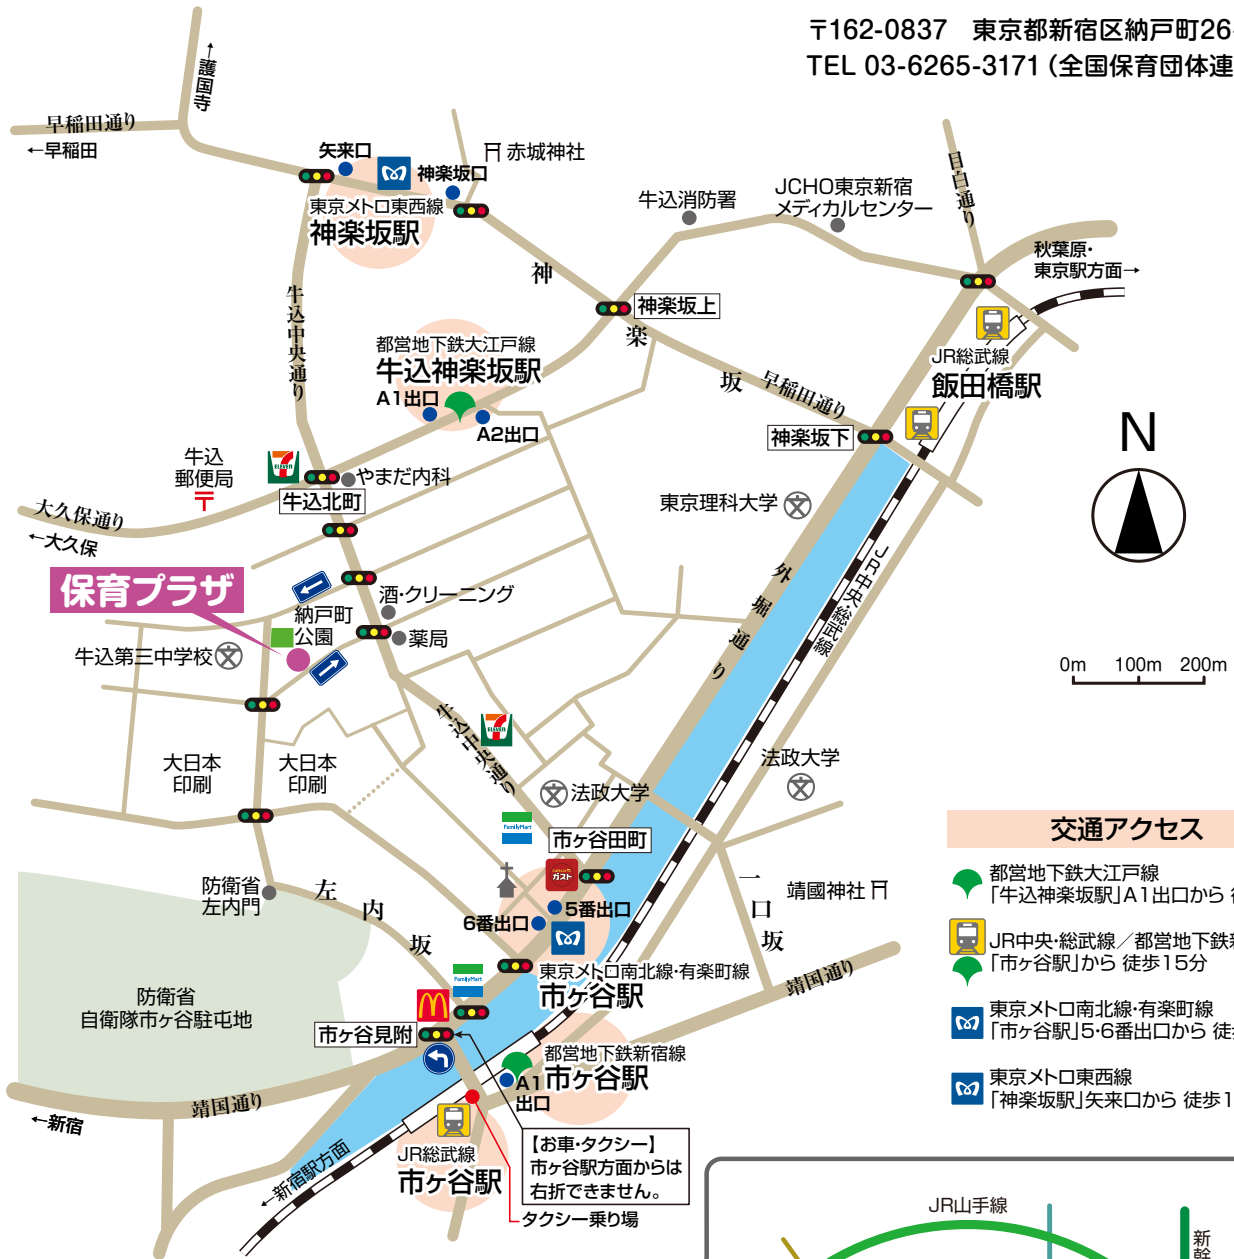 〒162-0837　東京都新宿区納戸町26-
TEL 03-6265-3171（全国保育団体連
←護国寺
早稲田通り
←早稲田
矢来口
神楽坂口
赤城神社
東京メトロ東西線
神楽坂駅
牛込消防署
JCHO東京新宿
メディカルセンター
目白通り
秋葉原・
東京駅方面→
神楽坂
神楽坂上
牛込中央通り
都営地下鉄大江戸線
牛込神楽坂駅
A1出口
A2出口
JR総武線
飯田橋駅
早稲田通り
神楽坂下
N
牛込
郵便局
〒
7 ELEVEN
やまだ内科
牛込北町
大久保通り
←大久保
東京理科大学
文
外堀通り
JR中央・総武線
保育プラザ
納戸町
公園
酒・クリーニング
薬局
牛込第三中学校
文
0m 100m 200m
7 ELEVEN
牛込中央通り
大日本
印刷
大日本
印刷
法政大学
文
法政大学
文
FamilyMart
市ヶ谷田町
ガスト
防衛省
左内門
左内坂
一口坂
靖國神社
6番出口
5番出口
東京メトロ南北線・有楽町線
市ヶ谷駅
靖国通り
FamilyMart
防衛省
自衛隊市ヶ谷駐屯地
市ヶ谷見附
都営地下鉄新宿線
市ヶ谷駅
A1
出口
靖国通り
←新宿
←新宿駅方面
JR総武線
市ヶ谷駅
【お車・タクシー】
市ヶ谷駅方面からは
右折できません。
タクシー乗り場
交通アクセス
都営地下鉄大江戸線
「牛込神楽坂駅」A1出口から 徒
JR中央・総武線／都営地下鉄新
「市ヶ谷駅」から 徒歩15分
東京メトロ南北線・有楽町線
「市ヶ谷駅」5・6番出口から 徒歩
東京メトロ東西線
「神楽坂駅」矢来口から 徒歩1
JR山手線
新幹